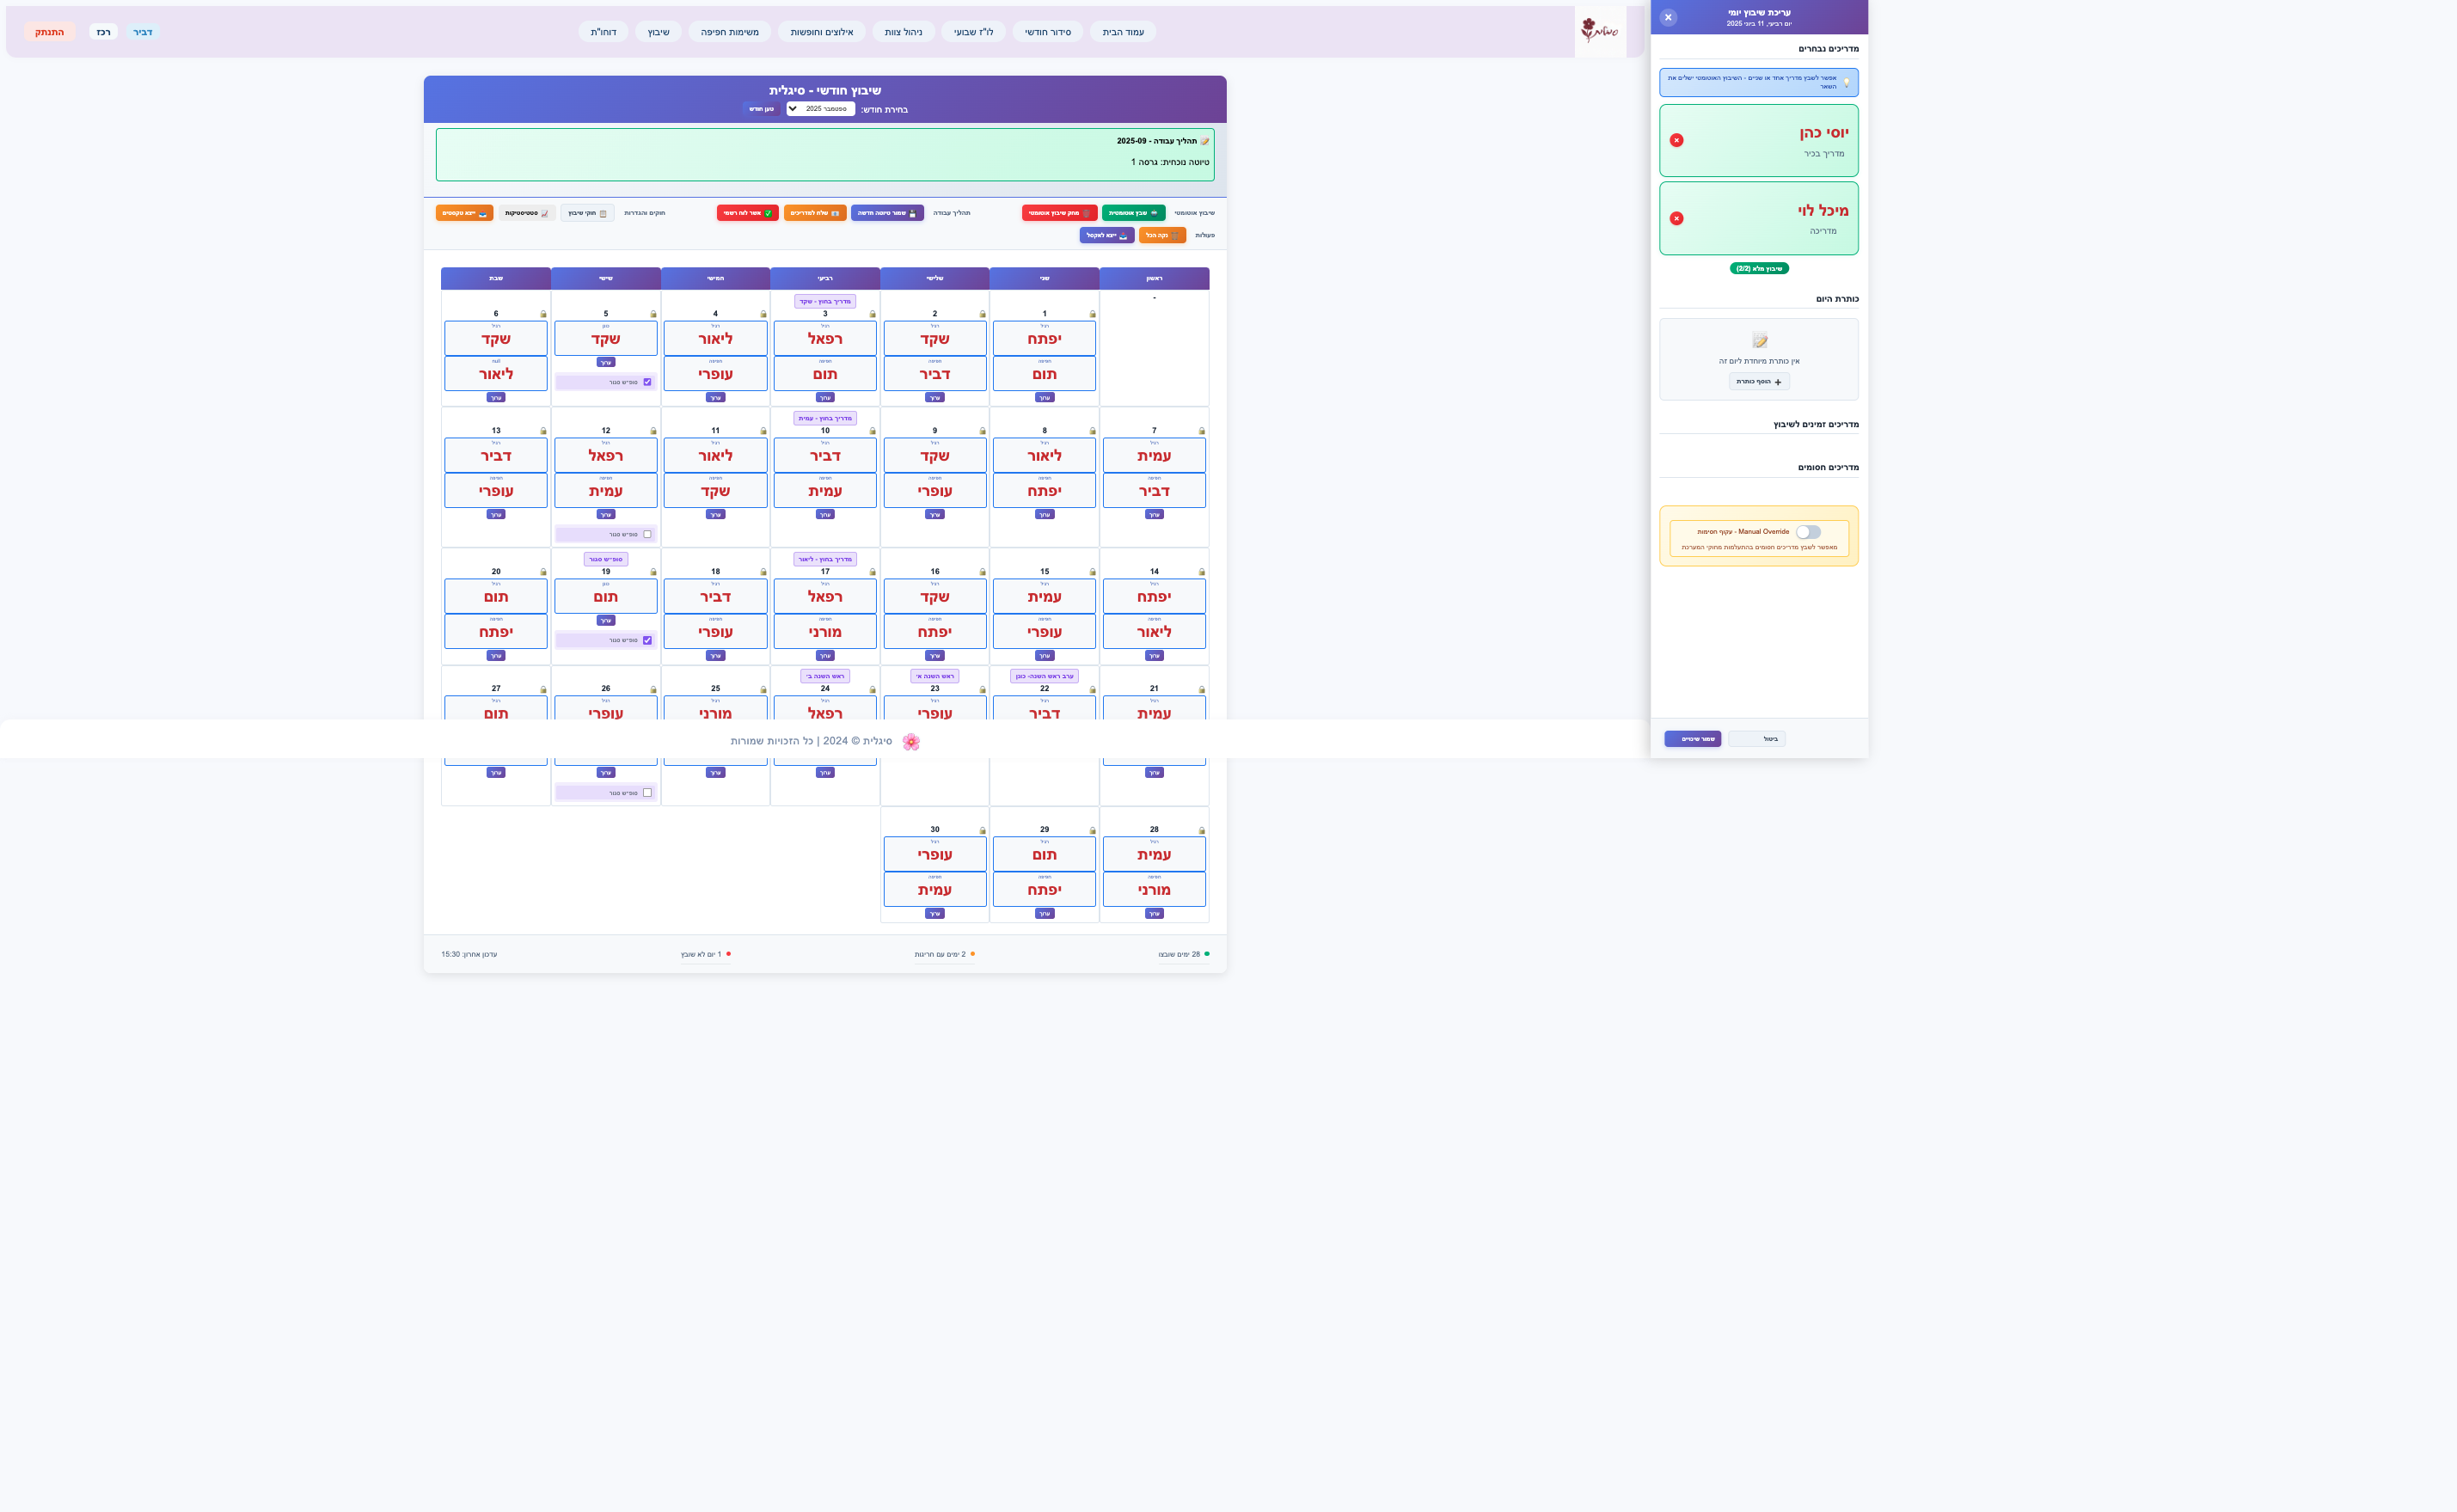 סיגלית
עמוד הבית
סידור חודשי
לו"ז שבועי
ניהול צוות
אילוצים וחופשות
משימות חפיפה
שיבוץ
דוחו"ת
דביר
רכז
התנתק
עריכת שיבוץ יומי
יום רביעי, 11 ביוני 2025
מדריכים נבחרים
אפשר לשבץ מדריך אחד או שניים - השיבוץ האוטומטי ישלים את
השאר
יוסי כהן
מדריך בכיר
מיכל לוי
מדריכה
שיבוץ מלא (2/2)
כותרת היום
אין כותרת מיוחדת ליום זה
הוסף כותרת
מדריכים זמינים לשיבוץ
מדריכים חסומים
Manual Override - עקוף חסימות
מאפשר לשבץ מדריכים חסומים בהתעלמות מחוקי המערכת
ביטול
שמור שינויים
שיבוץ חודשי - סיגלית
בחירת חודש:
ספטמבר 2025
טען חודש
תהליך עבודה - 2025-09
טיוטה נוכחית: גרסה 1
שיבוץ אוטומטי
שבץ אוטומטית
מחק שיבוץ אוטומטי
תהליך עבודה
שמור טיוטה חדשה
שלח למדריכים
אשר לוח רשמי
חוקים והגדרות
חוקי שיבוץ
סטטיסטיקות
ייצא טקסטים
פעולות
נקה הכל
ייצא לאקסל
ראשון
שני
שלישי
רביעי
חמישי
שישי
שבת
-
1
רגיל
יפתח
חפיפה
תום
ערוך
2
רגיל
שקד
חפיפה
דביר
ערוך
מדריך בחוץ - שקד
3
רגיל
רפאל
חפיפה
תום
ערוך
4
רגיל
ליאור
חפיפה
עופרי
ערוך
5
כונן
שקד
ערוך
סופ״ש סגור
6
רגיל
שקד
ליאור
ערוך
7
רגיל
עמית
חפיפה
דביר
ערוך
8
רגיל
ליאור
חפיפה
יפתח
ערוך
9
רגיל
שקד
חפיפה
עופרי
ערוך
מדריך בחוץ - עמית
10
רגיל
דביר
חפיפה
עמית
ערוך
11
רגיל
ליאור
חפיפה
שקד
ערוך
12
רגיל
רפאל
חפיפה
עמית
ערוך
סופ״ש סגור
13
רגיל
דביר
חפיפה
עופרי
ערוך
14
רגיל
יפתח
חפיפה
ליאור
ערוך
15
רגיל
עמית
חפיפה
עופרי
ערוך
16
רגיל
שקד
חפיפה
יפתח
ערוך
מדריך בחוץ - ליאור
17
רגיל
רפאל
חפיפה
מורני
ערוך
18
רגיל
דביר
חפיפה
עופרי
ערוך
סופ״ש סגור
19
כונן
תום
ערוך
סופ״ש סגור
20
רגיל
תום
חפיפה
יפתח
ערוך
21
רגיל
עמית
ערוך
ערב ראש השנה- כונן
22
רגיל
דביר
ראש השנה א׳
23
רגיל
עופרי
ראש השנה ב׳
24
רגיל
רפאל
ערוך
25
רגיל
מורני
ערוך
26
רגיל
עופרי
ערוך
סופ״ש סגור
27
רגיל
תום
ערוך
סיגלית © 2024 | כל הזכויות שמורות
28
רגיל
עמית
חפיפה
מורני
ערוך
29
רגיל
תום
חפיפה
יפתח
ערוך
30
רגיל
עופרי
חפיפה
עמית
ערוך
28 ימים שובצו
2 ימים עם חריגות
1 יום לא שובץ
עדכון אחרון: 15:30